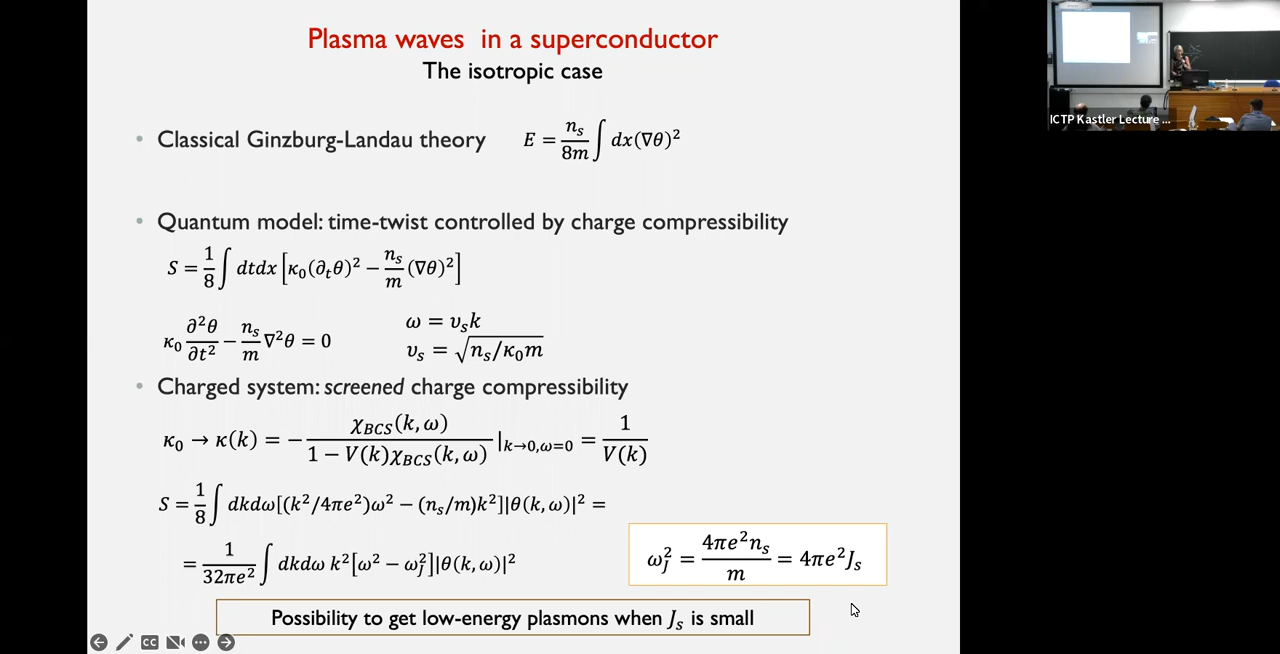 Plasma waves in a superconductor
The isotropic case
• Classical Ginzburg-Landau theory E = n_s/8m ∫ dx(∇θ)²
• Quantum model: time-twist controlled by charge compressibility
S = 1/8 ∫ dtdx [κ₀(∂ₜθ)² − n_s/m (∇θ)²]
κ₀ ∂²θ/∂t² − n_s/m ∇²θ = 0
ω = υ_s k
υ_s = √(n_s/κ₀m)
• Charged system: screened charge compressibility
κ₀ → κ(k) = − χ_BCS(k, ω) / (1 − V(k)χ_BCS(k, ω)) |_{k→0,ω=0} = 1/V(k)
S = 1/8 ∫ dkdω[(k²/4πe²)ω² − (n_s/m)k²]|θ(k, ω)|² =
= 1/32πe² ∫ dkdω k²[ω² − ω_J²]|θ(k, ω)|²
ω_J² = 4πe²n_s/m = 4πe²J_s
Possibility to get low-energy plasmons when J_s is small
CC
ICTP Kastler Lecture ...